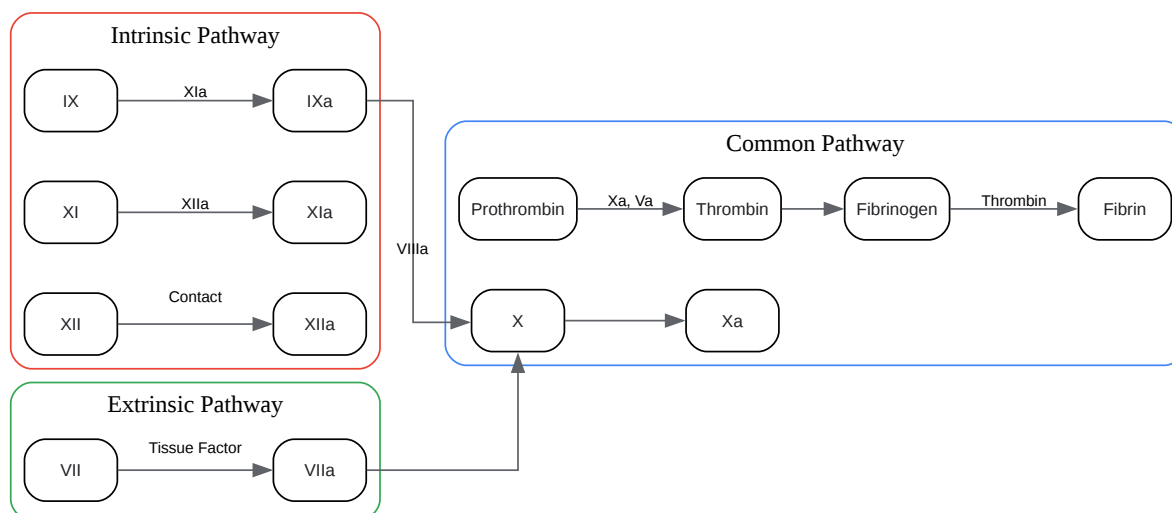 Intrinsic Pathway
IX
XIa
IXa
XI
XIIa
XIa
XII
Contact
XIIa
VIIIa
Extrinsic Pathway
VII
Tissue Factor
VIIa
Common Pathway
Prothrombin
Xa, Va
Thrombin
Fibrinogen
Thrombin
Fibrin
X
Xa